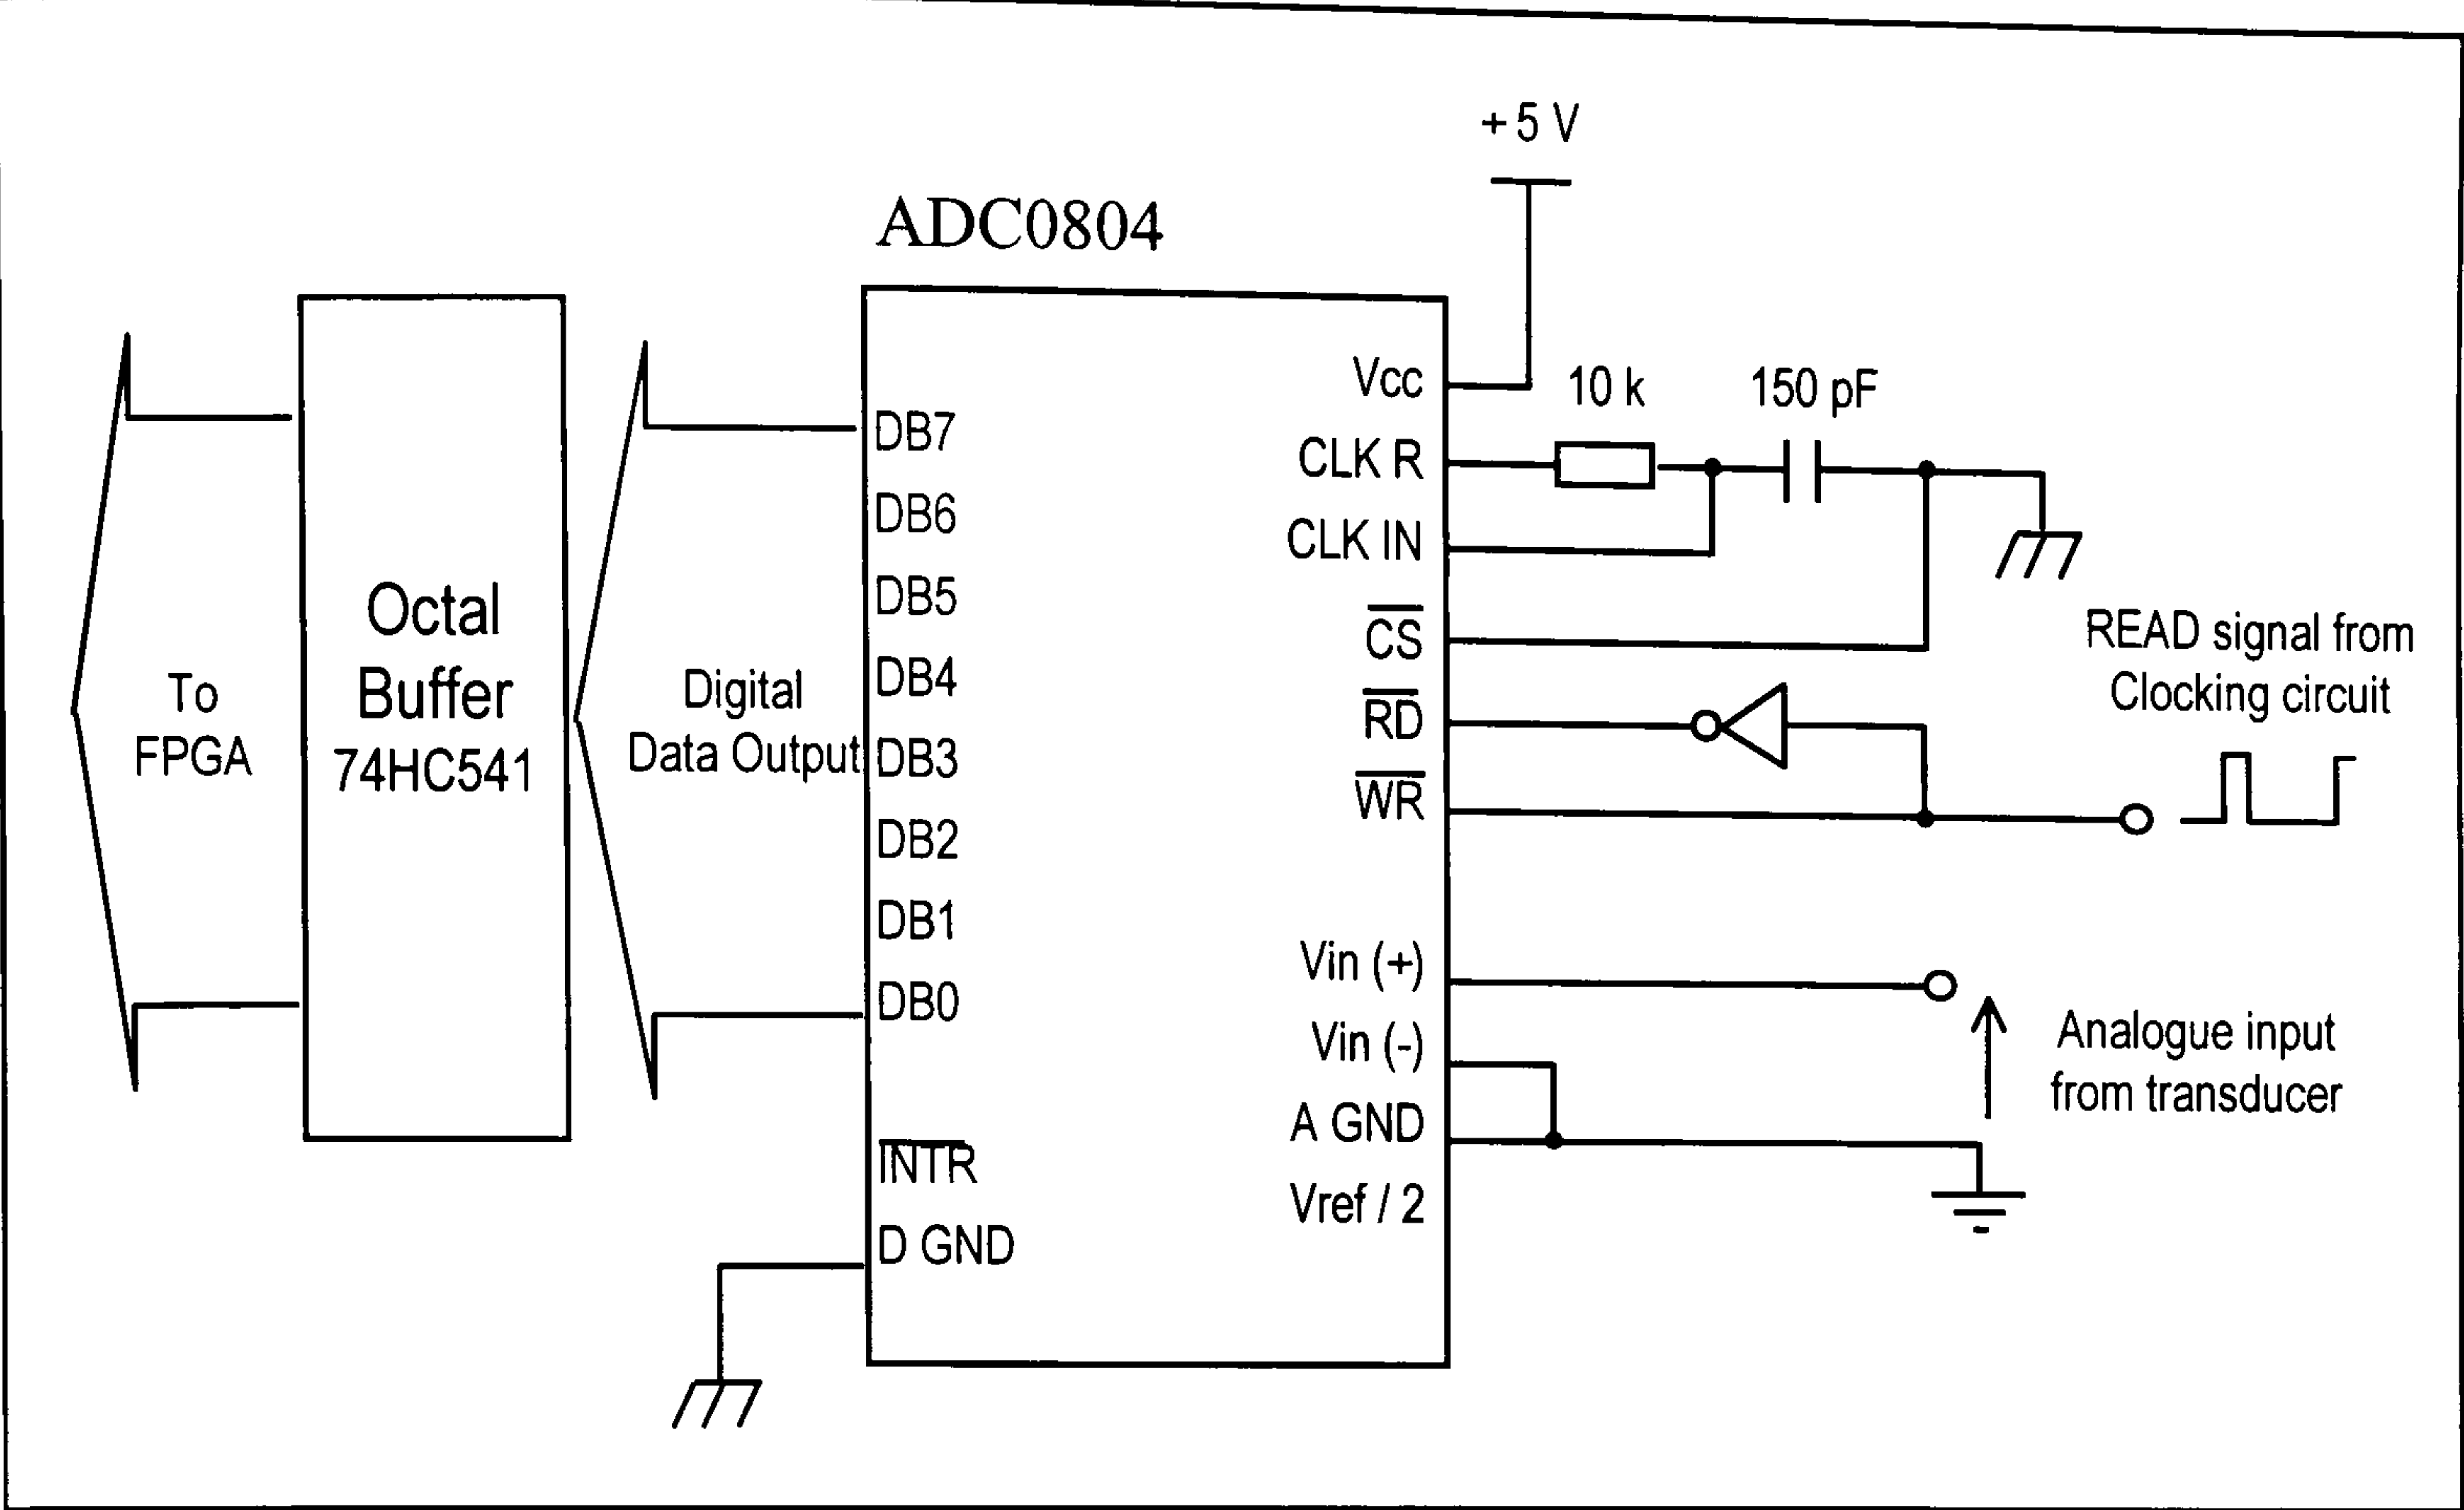 + 5 V
ADC0804
Vcc
10 k
150 pF
DB7
CLK R
DB6
CLK IN
DB5
Octal
Buffer
74HC541
CS
READ signal from
Clocking circuit
To
FPGA
Digital
Data Output
DB4
RD
DB3
WR
DB2
DB1
Vin (+)
DB0
Vin (-)
Analogue input
from transducer
A GND
INTR
Vref / 2
D GND